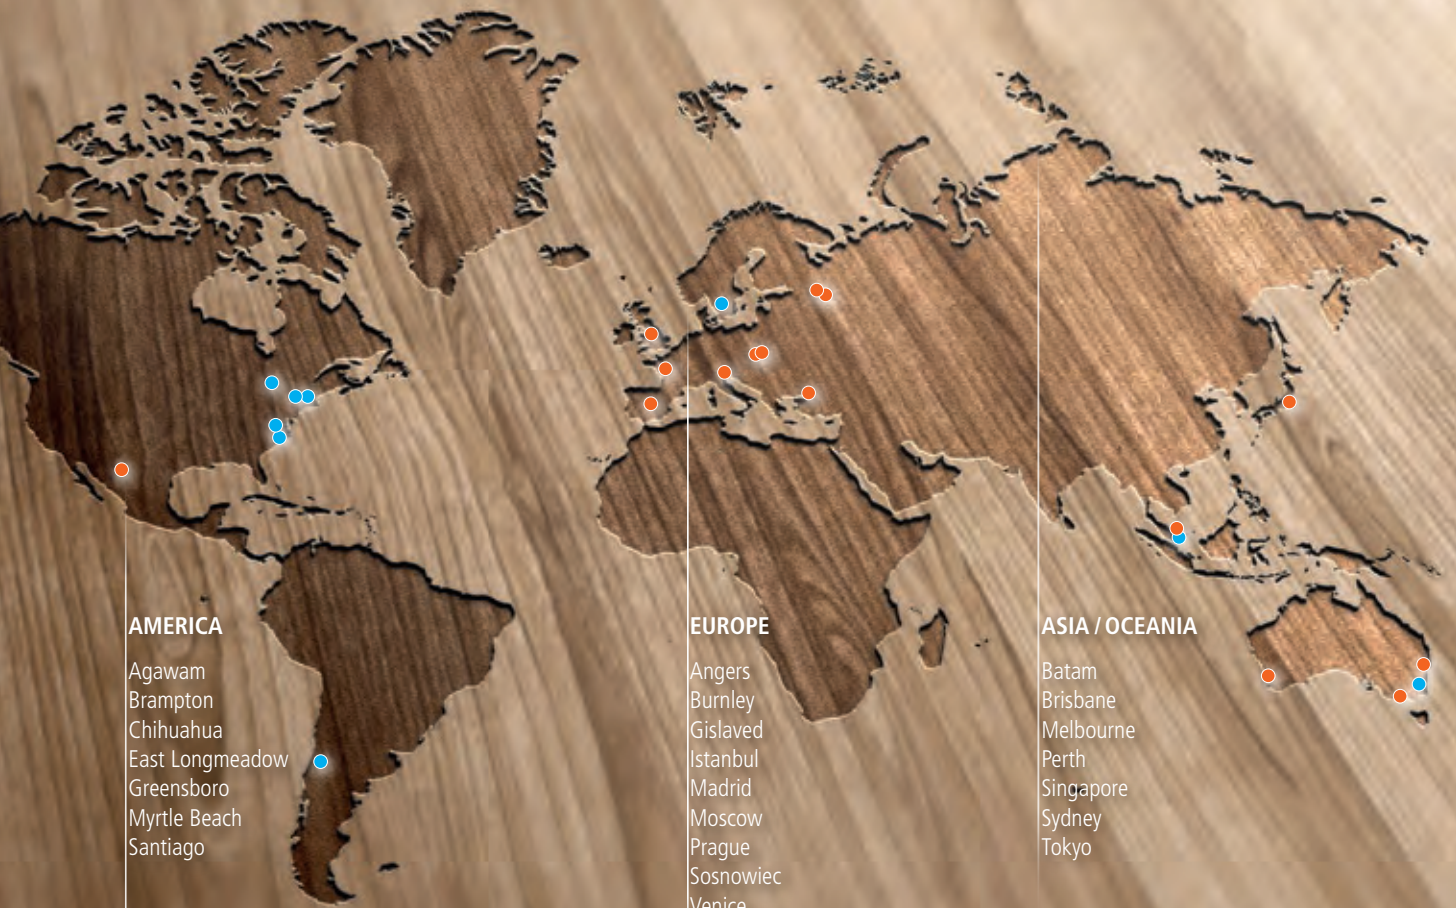 AMERICA
Agawam
Brampton
Chihuahua
East Longmeadow
Greensboro
Myrtle Beach
Santiago
EUROPE
Angers
Burnley
Gislaved
Istanbul
Madrid
Moscow
Prague
Sosnowiec
Venice
ASIA / OCEANIA
Batam
Brisbane
Melbourne
Perth
Singapore
Sydney
Tokyo